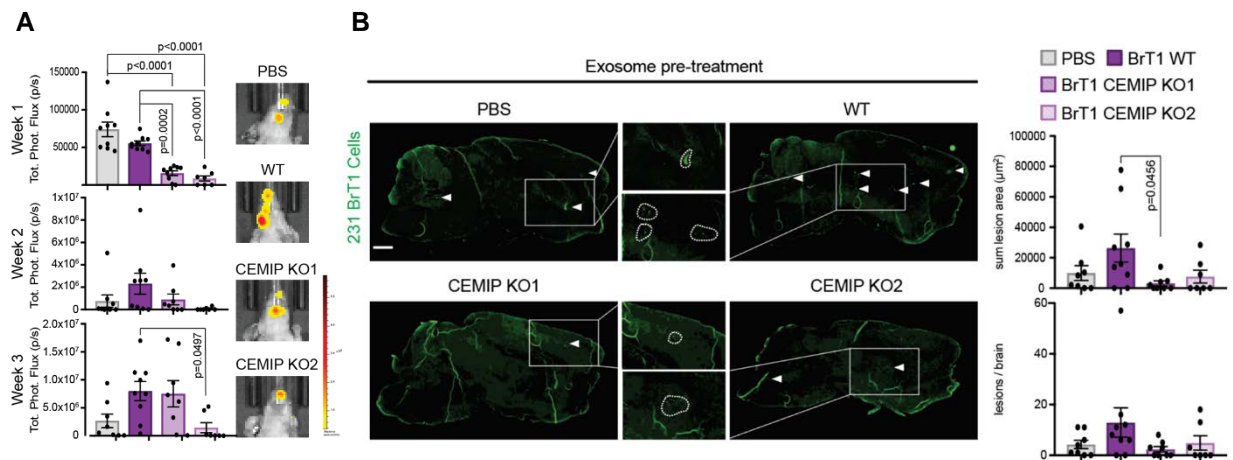 A
Week 1
Tot. Phot. Flux (p/s)
150000
100000
50000
p<0.0001
p<0.0001
p=0.0002
p<0.0001
Week 2
Tot. Phot. Flux (p/s)
1x10⁷
8x10⁶
6x10⁶
4x10⁶
2x10⁶
0
Week 3
Tot. Phot. Flux (p/s)
2.0x10⁷
1.5x10⁷
1.0x10⁷
5.0x10⁶
0
p=0.0497
PBS
WT
CEMIP KO1
CEMIP KO2
B
Exosome pre-treatment
PBS
WT
231 BrT1 Cells
CEMIP KO1
CEMIP KO2
PBS
BrT1 WT
BrT1 CEMIP KO1
BrT1 CEMIP KO2
sum lesion area (µm²)
100000
80000
60000
40000
20000
0
p=0.0456
lesions / brain
60
40
20
0